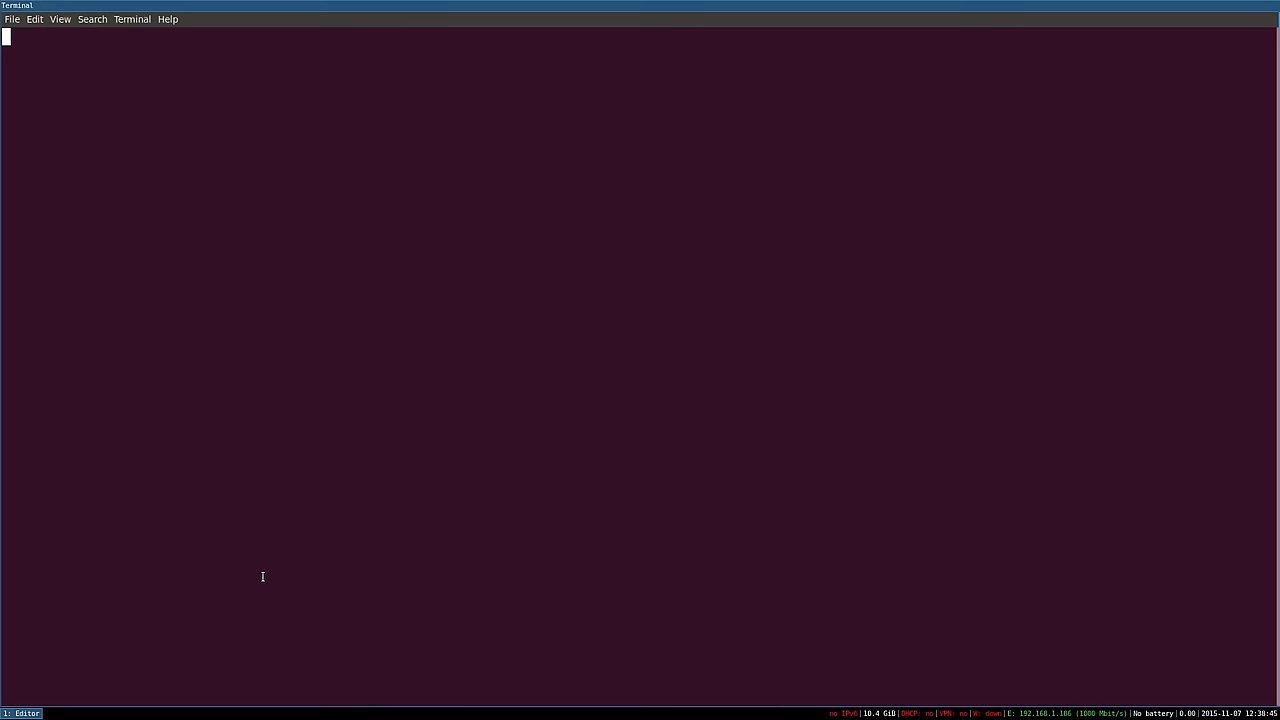 Terminal
File Edit View Search Terminal Help
1: Editor
no IPv6|10.4 GiB|DHCP: no|VPN: no|W: down|E: 192.168.1.186 (1000 Mbit/s)|No battery|0.00|2015-11-07 12:38:45